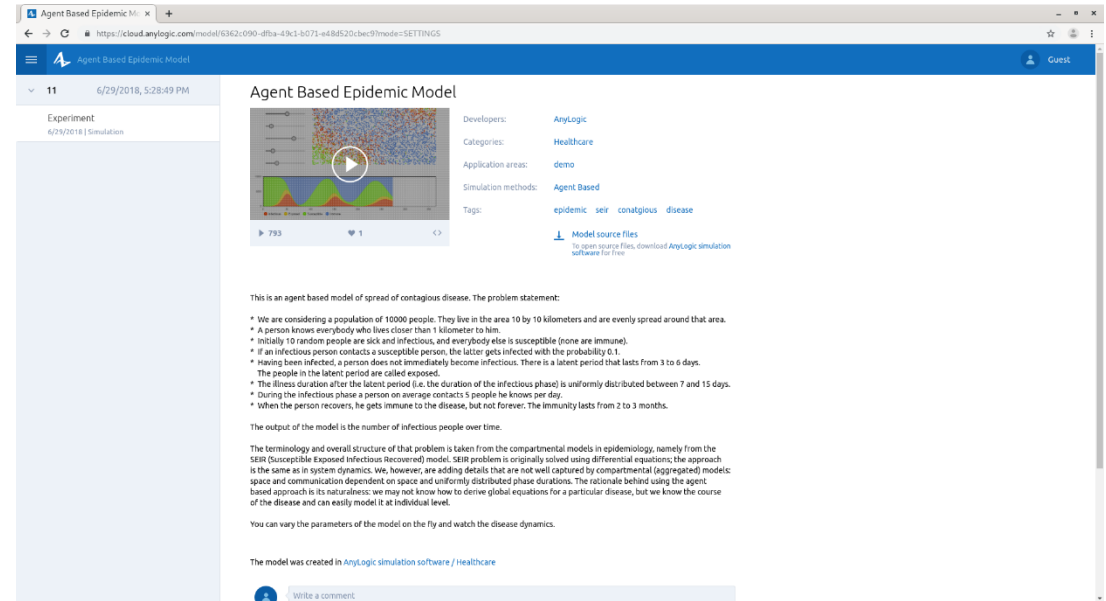 Agent Based Epidemic Mo
https://cloud.anylogic.com/model/6362c090-dfba-49c1-b071-e48d520cbec9?mode=SETTINGS
Agent Based Epidemic Model
Guest
11 6/29/2018, 5:28:49 PM
Experiment
6/29/2018 | Simulation
Agent Based Epidemic Model
Developers: AnyLogic
Categories: Healthcare
Application areas: demo
Simulation methods: Agent Based
Tags: epidemic seir conatgious disease
793 1
Model source files
To open source files, download AnyLogic simulation
software for free
This is an agent based model of spread of contagious disease. The problem statement:
* We are considering a population of 10000 people. They live in the area 10 by 10 kilometers and are evenly spread around that area.
* A person knows everybody who lives closer than 1 kilometer to him.
* Initially 10 random people are sick and infectious, and everybody else is susceptible (none are immune).
* If an infectious person contacts a susceptible person, the latter gets infected with the probability 0.1.
* Having been infected, a person does not immediately become infectious. There is a latent period that lasts from 3 to 6 days.
The people in the latent period are called exposed.
* The illness duration after the latent period (i.e. the duration of the infectious phase) is uniformly distributed between 7 and 15 days.
* During the infectious phase a person on average contacts 5 people he knows per day.
* When the person recovers, he gets immune to the disease, but not forever. The immunity lasts from 2 to 3 months.
The output of the model is the number of infectious people over time.
The terminology and overall structure of that problem is taken from the compartmental models in epidemiology, namely from the
SEIR (Susceptible Exposed Infectious Recovered) model. SEIR problem is originally solved using differential equations; the approach
is the same as in system dynamics. We, however, are adding details that are not well captured by compartmental (aggregated) models:
space and communication dependent on space and uniformly distributed phase durations. The rationale behind using the agent
based approach is its naturalness: we may not know how to derive global equations for a particular disease, but we know the course
of the disease and can easily model it at individual level.
You can vary the parameters of the model on the fly and watch the disease dynamics.
The model was created in AnyLogic simulation software / Healthcare
Write a comment